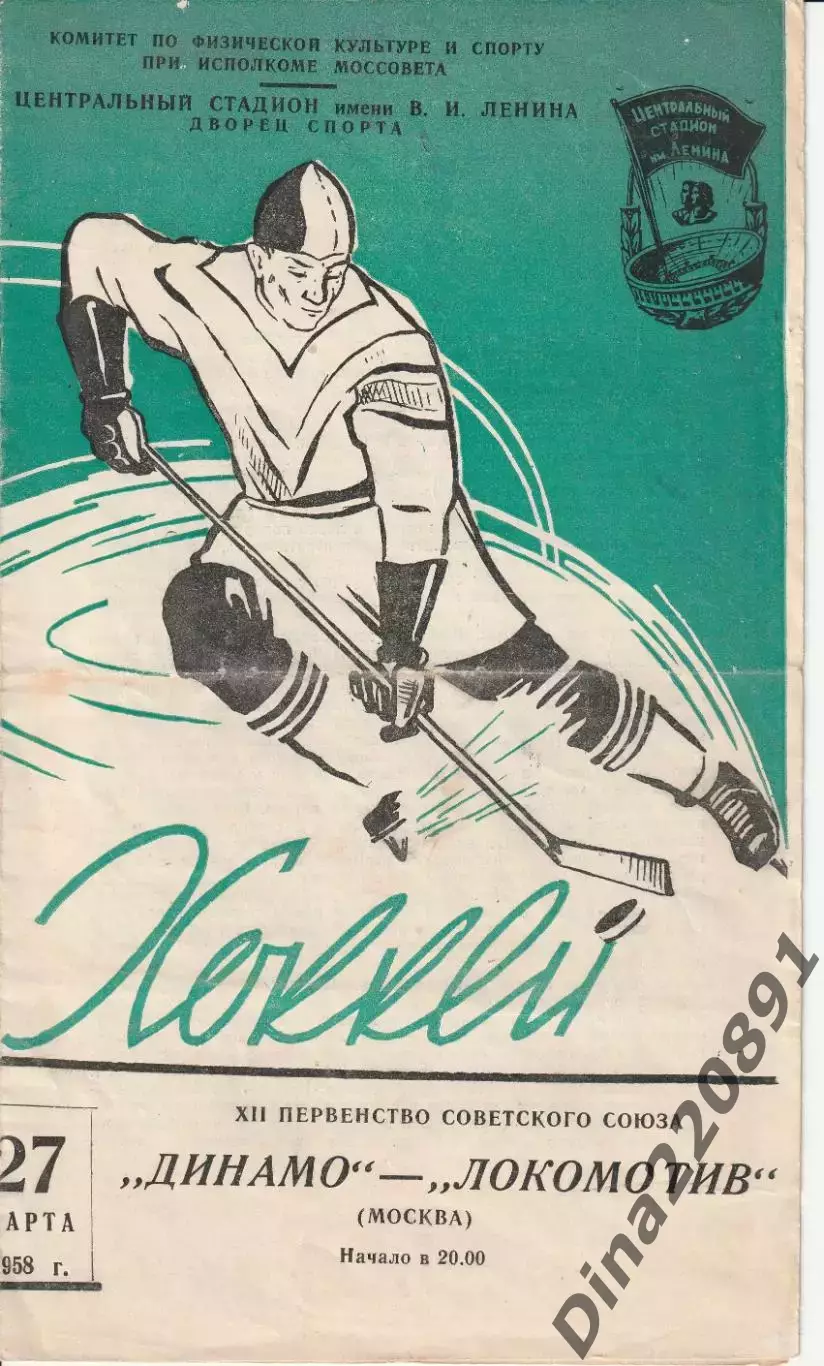 КОМИТЕТ ПО ФИЗИЧЕСКОЙ КУЛЬТУРЕ И СПОРТУ
ПРИ ИСПОЛКОМЕ МОССОВЕТА
ЦЕНТРАЛЬНЫЙ СТАДИОН имени В. И. ЛЕНИНА
ДВОРЕЦ СПОРТА
ЦЕНТРАЛЬНЫЙ
СТАДИОН
им. ЛЕНИНА
Хоккей
27
АРТА
958 г.
XII ПЕРВЕНСТВО СОВЕТСКОГО СОЮЗА
„ДИНАМО“—„ЛОКОМОТИВ“
(МОСКВА)
Начало в 20.00
Dina220891